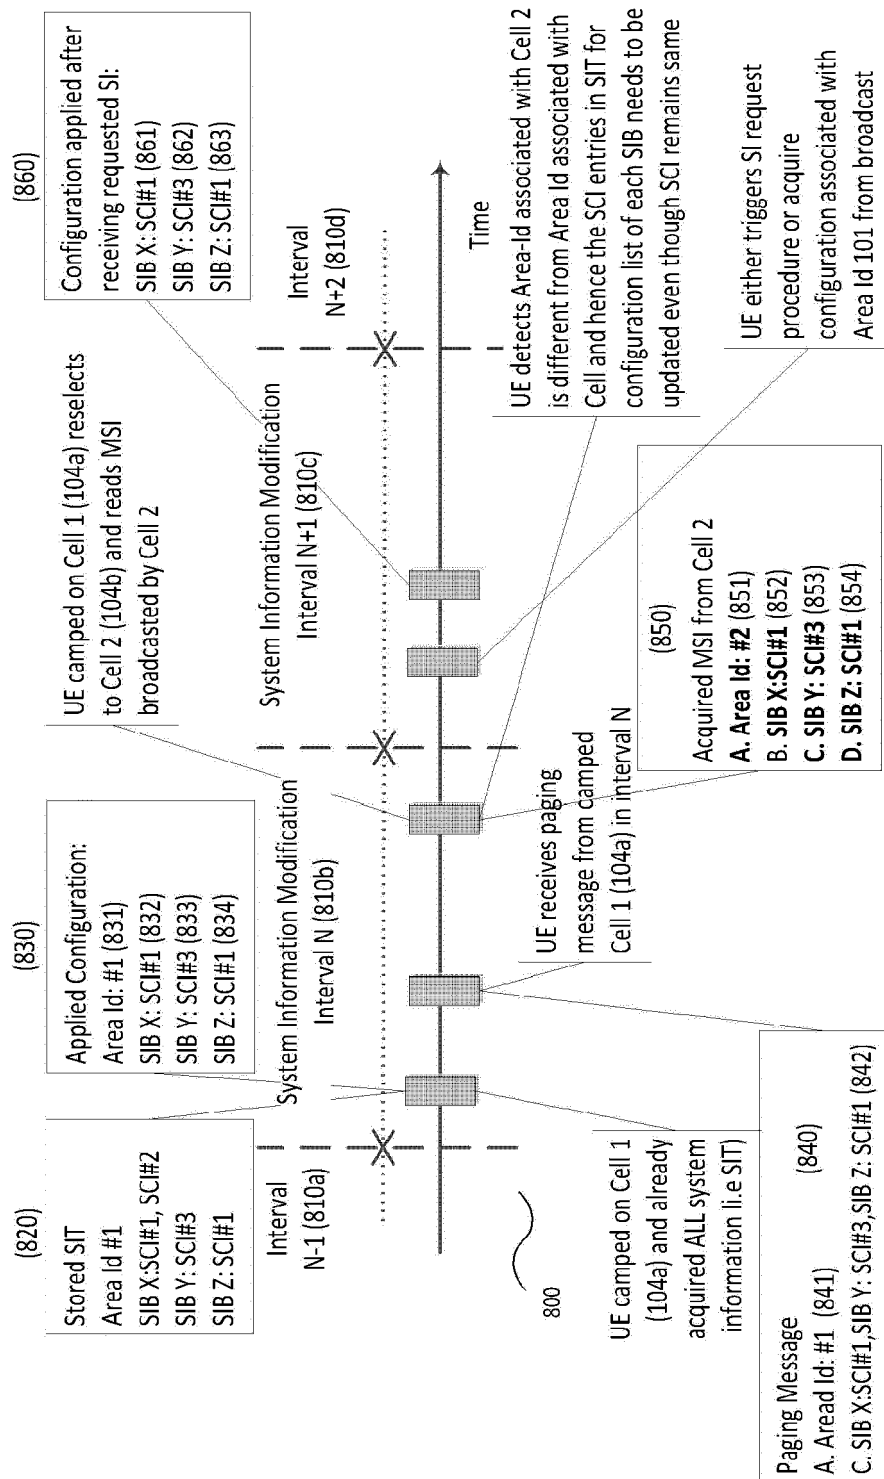 (820)
Stored SIT
Area Id #1
SIB X:SCI#1, SCI#2
SIB Y: SCI#3
SIB Z: SCI#1
(830)
Applied Configuration:
Area Id: #1 (831)
SIB X: SCI#1 (832)
SIB Y: SCI#3 (833)
SIB Z: SCI#1 (834)
UE camped on Cell 1 (104a) reselects
to Cell 2 (104b) and reads MSI
broadcasted by Cell 2
(860)
Configuration applied after
receiving requested SI:
SIB X: SCI#1 (861)
SIB Y: SCI#3 (862)
SIB Z: SCI#1 (863)
Interval
N-1 (810a)
System Information Modification
Interval N (810b)
System Information Modification
Interval N+1 (810c)
Interval
N+2 (810d)
Time
800
UE camped on Cell 1
(104a) and already
acquired ALL system
information Ii.e SIT)
UE receives paging
message from camped
Cell 1 (104a) in interval N
UE detects Area-Id associated with Cell 2
is different from Area Id associated with
Cell and hence the SCI entries in SIT for
configuration list of each SIB needs to be
updated even though SCI remains same
(840)
Paging Message
A. Aread Id: #1 (841)
C. SIB X:SCI#1,SIB Y: SCI#3,SIB Z: SCI#1 (842)
(850)
Acquired MSI from Cell 2
A. Area Id: #2 (851)
B. SIB X:SCI#1 (852)
C. SIB Y: SCI#3 (853)
D. SIB Z: SCI#1 (854)
UE either triggers SI request
procedure or acquire
configuration associated with
Area Id 101 from broadcast